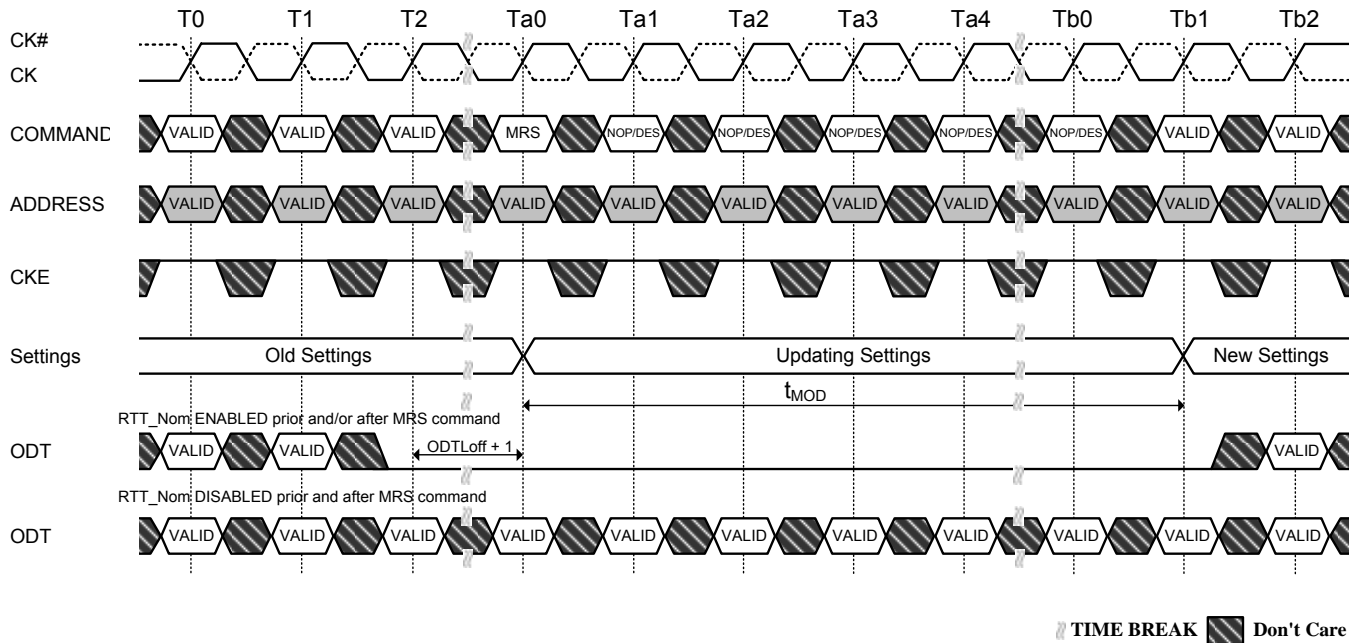 T0 T1 T2 Ta0 Ta1 Ta2 Ta3 Ta4 Tb0 Tb1 Tb2
CK#
CK
COMMAND VALID VALID VALID MRS NOP/DES NOP/DES NOP/DES NOP/DES NOP/DES VALID VALID
ADDRESS VALID VALID VALID VALID VALID VALID VALID VALID VALID VALID VALID
CKE
Settings Old Settings Updating Settings New Settings
tMOD
RTT_Nom ENABLED prior and/or after MRS command
ODT VALID VALID ODTLoff + 1 VALID
RTT_Nom DISABLED prior and after MRS command
ODT VALID VALID VALID VALID VALID VALID VALID VALID VALID VALID VALID
TIME BREAK Don't Care